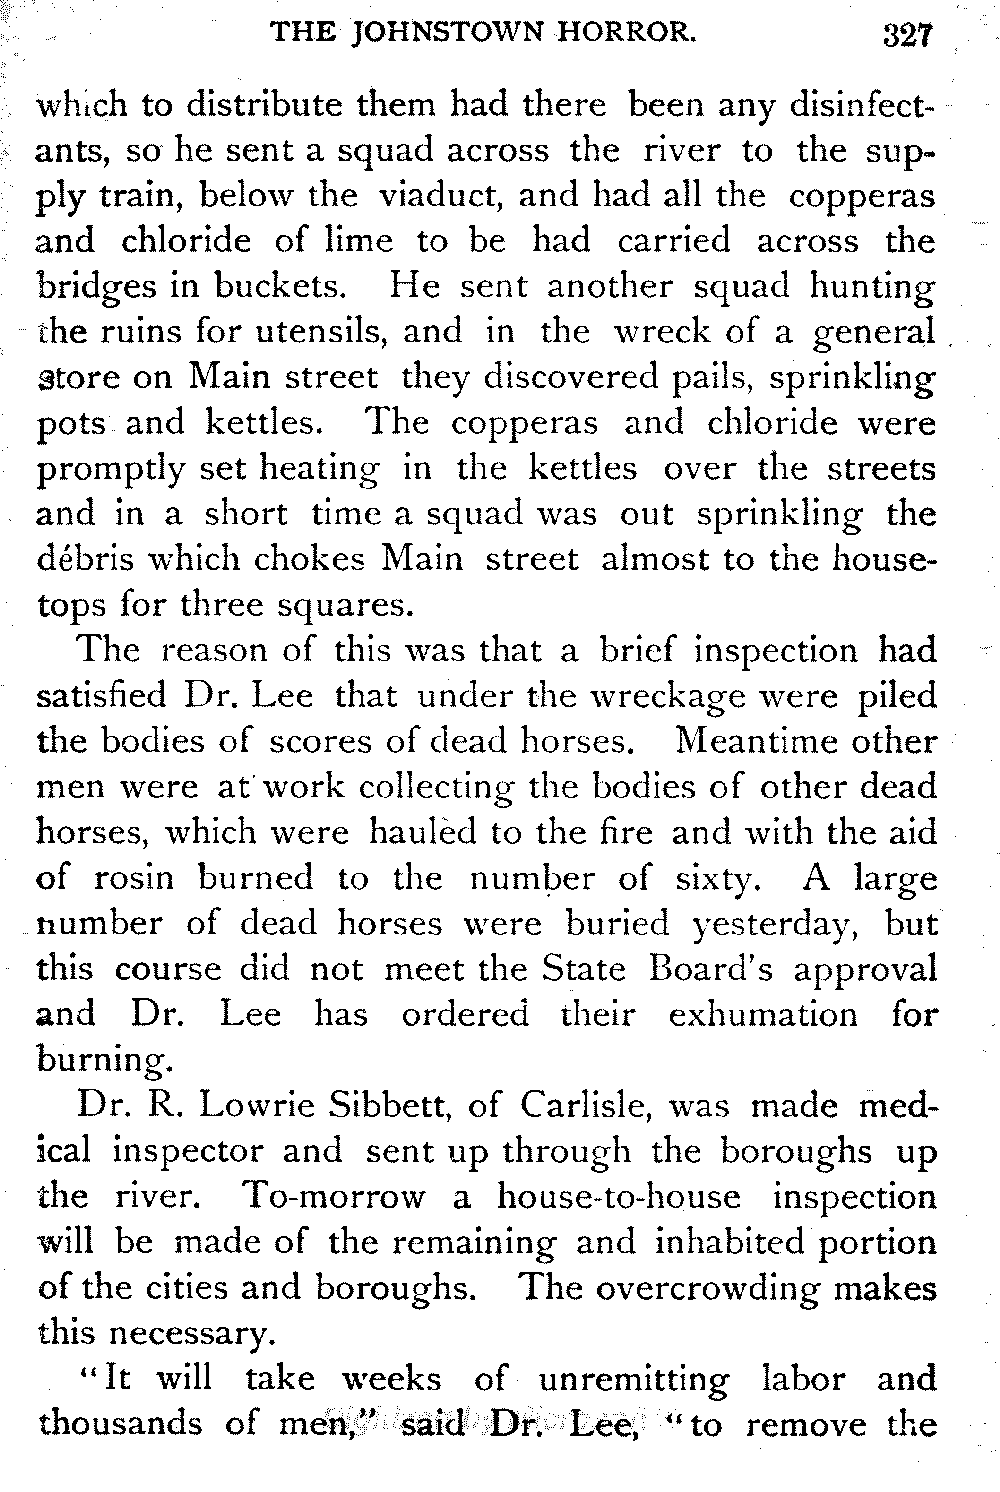 THE JOHNSTOWN HORROR. 327
which to distribute them had there been any disinfect-
ants, so he sent a squad across the river to the sup-
ply train, below the viaduct, and had all the copperas
and chloride of lime to be had carried across the
bridges in buckets. He sent another squad hunting
the ruins for utensils, and in the wreck of a general
store on Main street they discovered pails, sprinkling
pots and kettles. The copperas and chloride were
promptly set heating in the kettles over the streets
and in a short time a squad was out sprinkling the
débris which chokes Main street almost to the house-
tops for three squares.
The reason of this was that a brief inspection had
satisfied Dr. Lee that under the wreckage were piled
the bodies of scores of dead horses. Meantime other
men were at work collecting the bodies of other dead
horses, which were hauled to the fire and with the aid
of rosin burned to the number of sixty. A large
number of dead horses were buried yesterday, but
this course did not meet the State Board's approval
and Dr. Lee has ordered their exhumation for
burning.
Dr. R. Lowrie Sibbett, of Carlisle, was made med-
ical inspector and sent up through the boroughs up
the river. To-morrow a house-to-house inspection
will be made of the remaining and inhabited portion
of the cities and boroughs. The overcrowding makes
this necessary.
"It will take weeks of unremitting labor and
thousands of men," said Dr. Lee, "to remove the